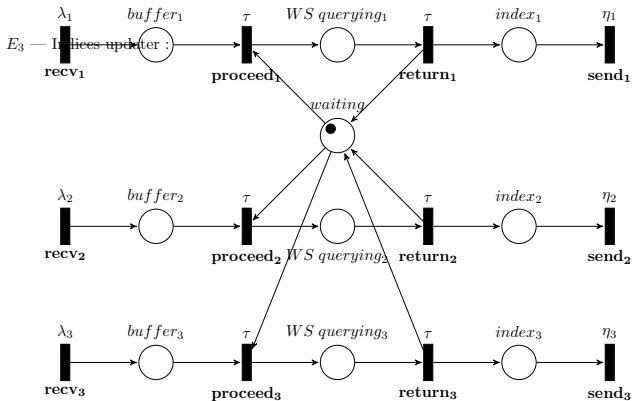 λ₁ buffer₁ τ WS querying₁ τ index₁ η₁
E₃ — Indices updater :
recv₁ proceed₁ return₁ send₁
waiting
λ₂ buffer₂ τ τ index₂ η₂
recv₂ proceed₂ WS querying₂ return₂ send₂
λ₃ buffer₃ τ WS querying₃ τ index₃ η₃
recv₃ proceed₃ return₃ send₃